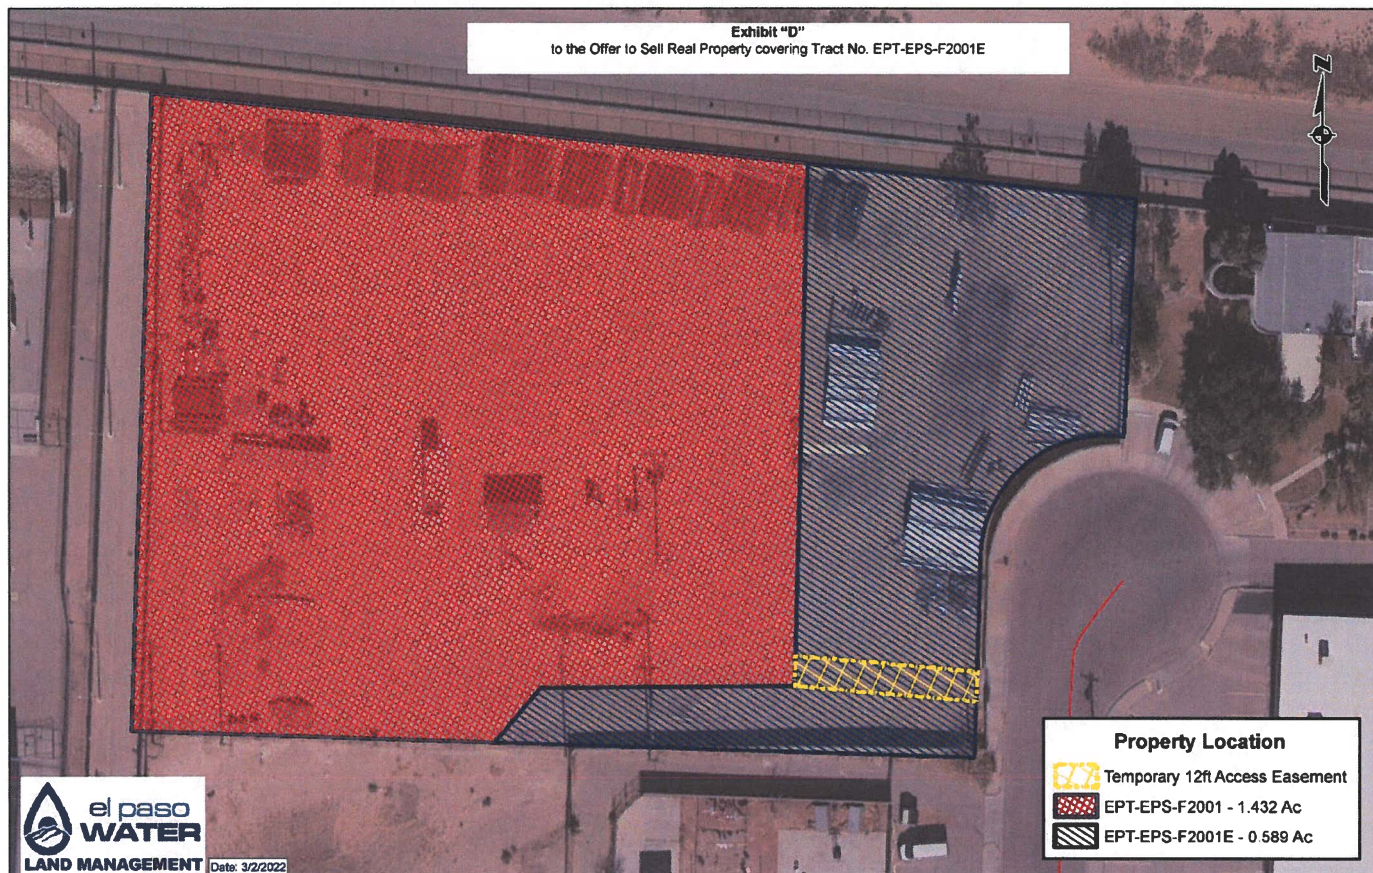 Exhibit "D"
to the Offer to Sell Real Property covering Tract No. EPT-EPS-F2001E
N
Property Location
Temporary 12ft Access Easement
EPT-EPS-F2001 - 1.432 Ac
EPT-EPS-F2001E - 0.589 Ac
el paso
WATER
LAND MANAGEMENT
Date: 3/2/2022